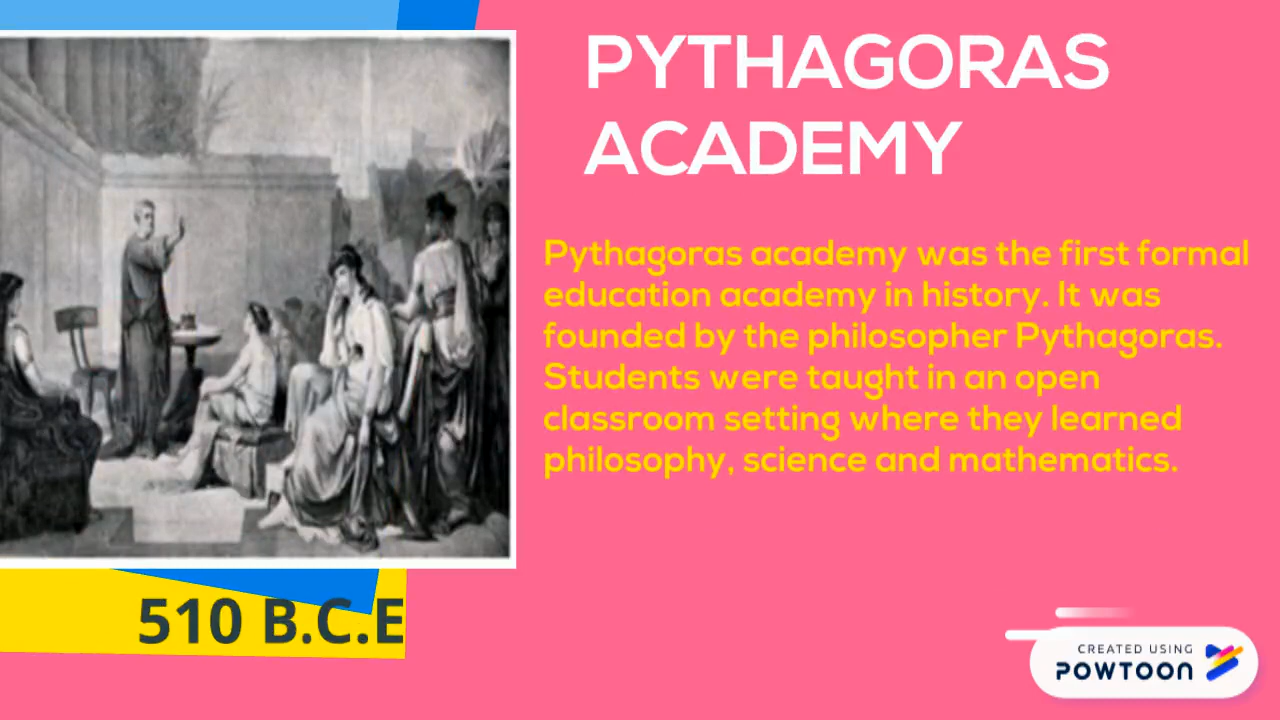 PYTHAGORAS
ACADEMY
Pythagoras academy was the first formal
education academy in history. It was
founded by the philosopher Pythagoras.
Students were taught in an open
classroom setting where they learned
philosophy, science and mathematics.
510 B.C.E
CREATED USING
POWTOON